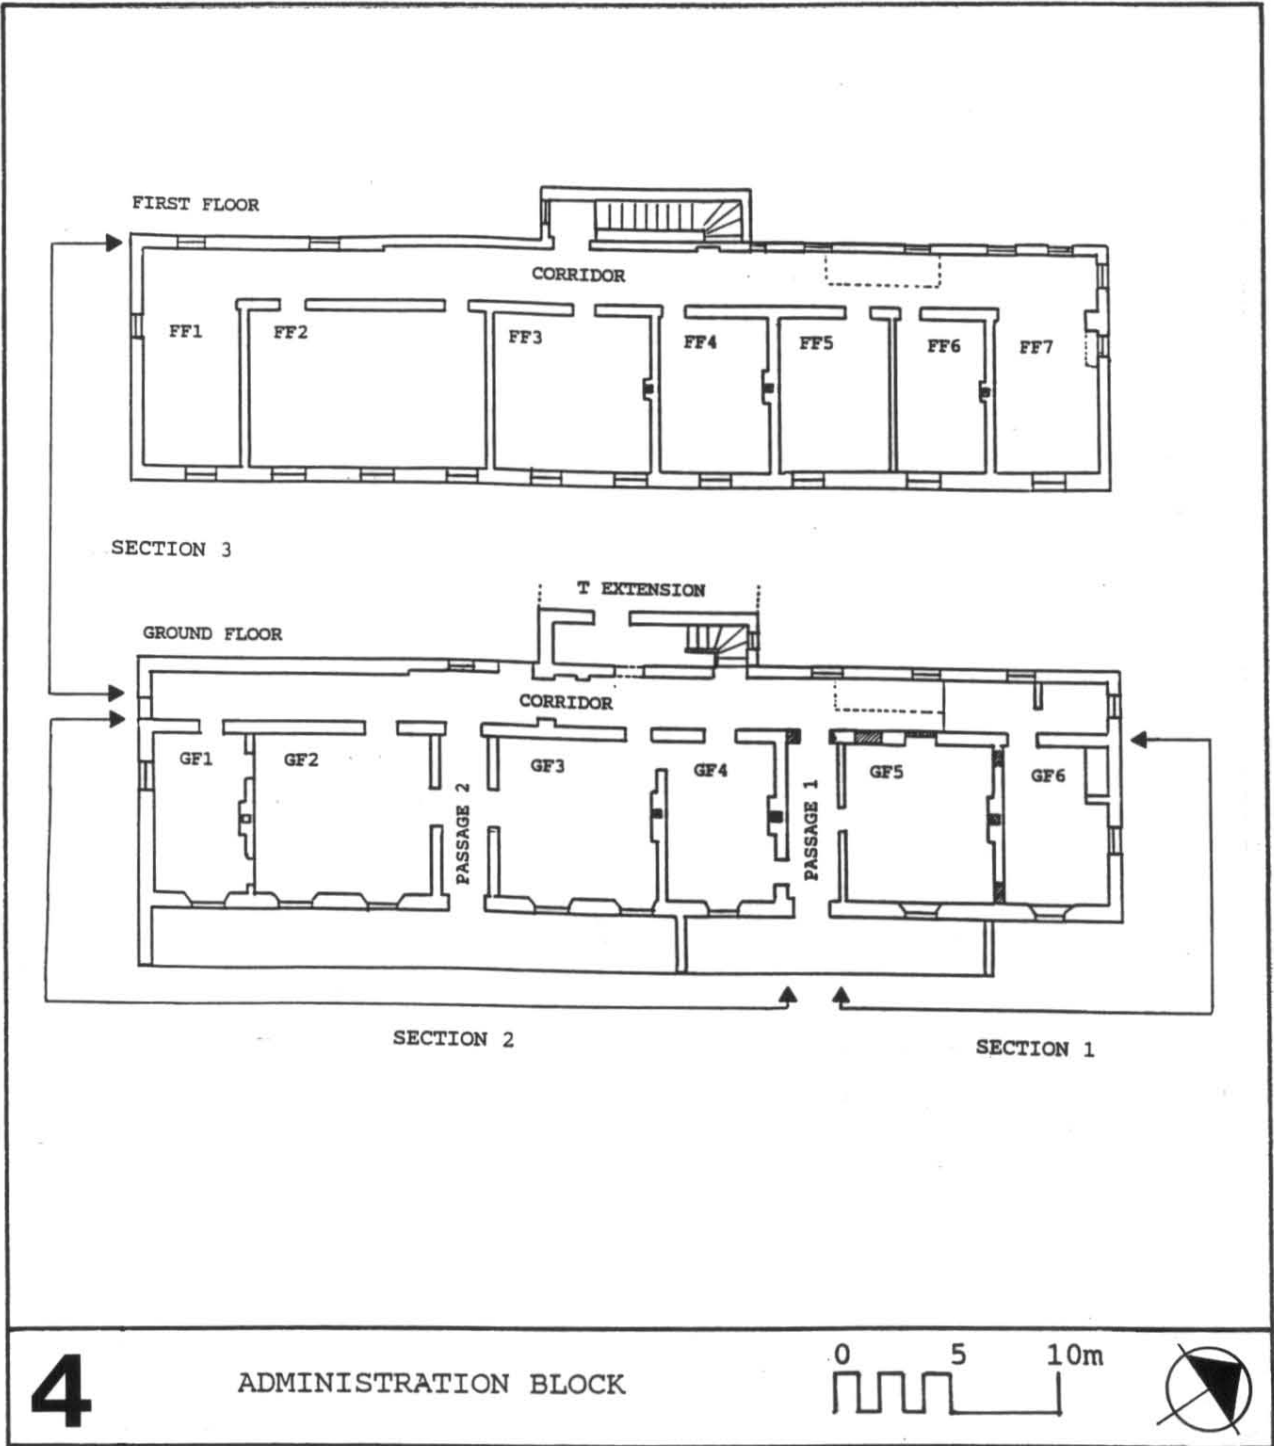 FIRST FLOOR
CORRIDOR
FF1
FF2
FF3
FF4
FF5
FF6
FF7
SECTION 3
T EXTENSION
GROUND FLOOR
CORRIDOR
GF1
GF2
PASSAGE 2
GF3
GF4
PASSAGE 1
GF5
GF6
SECTION 2
SECTION 1
4
ADMINISTRATION BLOCK
0 5 10m